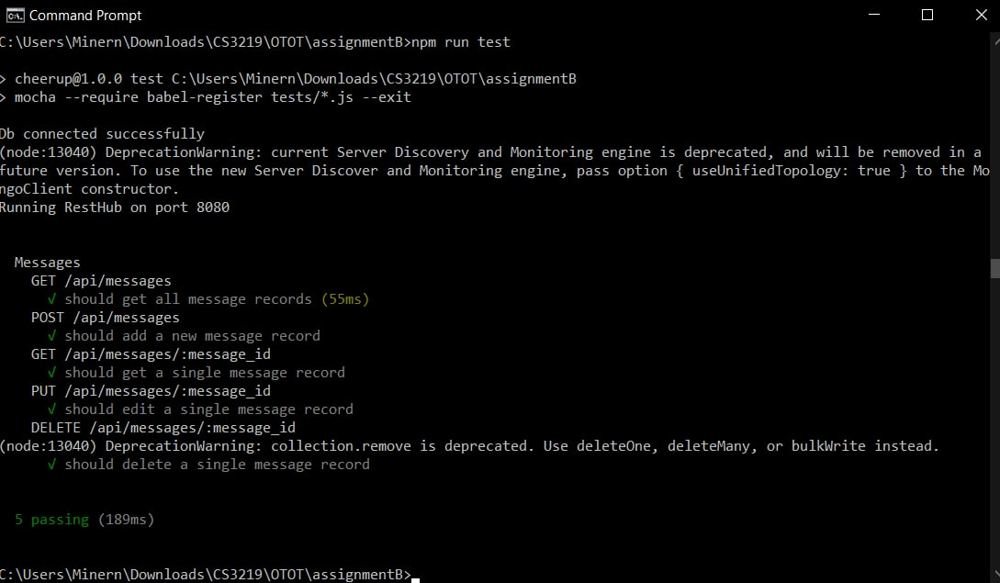 Command Prompt
C:\Users\Minern\Downloads\CS3219\OTOT\assignmentB>npm run test
> cheerup@1.0.0 test C:\Users\Minern\Downloads\CS3219\OTOT\assignmentB
> mocha --require babel-register tests/*.js --exit
Db connected successfully
(node:13040) DeprecationWarning: current Server Discovery and Monitoring engine is deprecated, and will be removed in a
future version. To use the new Server Discover and Monitoring engine, pass option { useUnifiedTopology: true } to the Mo
ngoClient constructor.
Running RestHub on port 8080
Messages
GET /api/messages
√ should get all message records (55ms)
POST /api/messages
√ should add a new message record
GET /api/messages/:message_id
√ should get a single message record
PUT /api/messages/:message_id
√ should edit a single message record
DELETE /api/messages/:message_id
(node:13040) DeprecationWarning: collection.remove is deprecated. Use deleteOne, deleteMany, or bulkWrite instead.
√ should delete a single message record
5 passing (189ms)
C:\Users\Minern\Downloads\CS3219\OTOT\assignmentB>